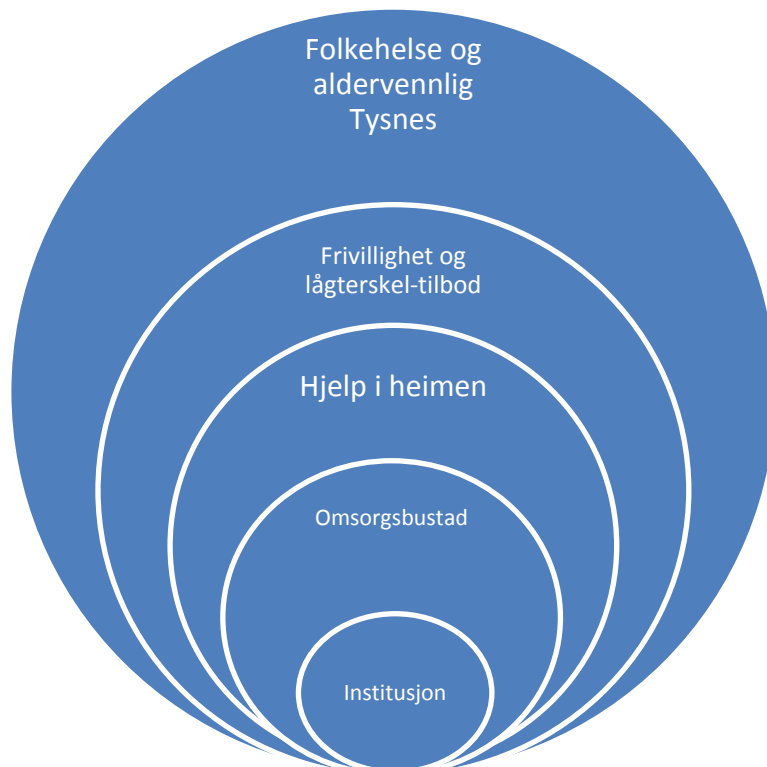 Folkehelse og
aldervennlig
Tysnes
Frivillighet og
lågterskel-tilbod
Hjelp i heimen
Omsorgsbustad
Institusjon